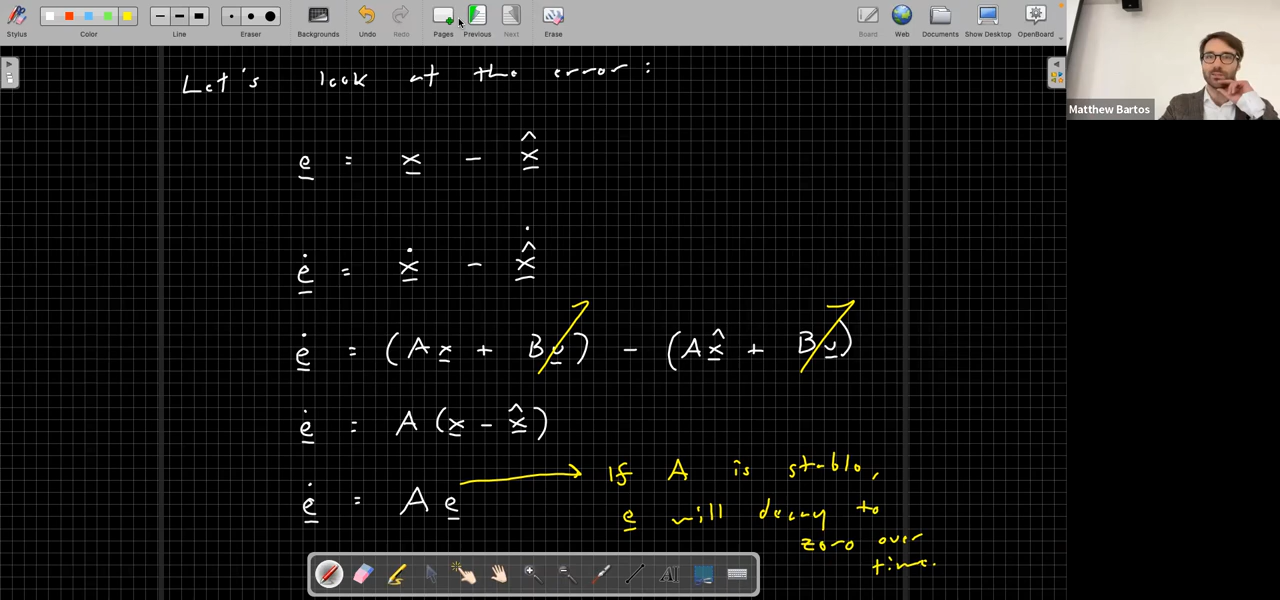 Stylus Color Line Eraser Backgrounds Undo Redo Pages Previous Next Erase Board Web Documents Show Desktop OpenBoard
Matthew Bartos
Let's look at the error:
e = x - x̂
ė = ẋ - x̂̇
ė = (Ax + Bu) - (Ax̂ + Bu)
ė = A(x - x̂)
ė = A e → If A is stable,
e will decay to
zero over
time.
AI